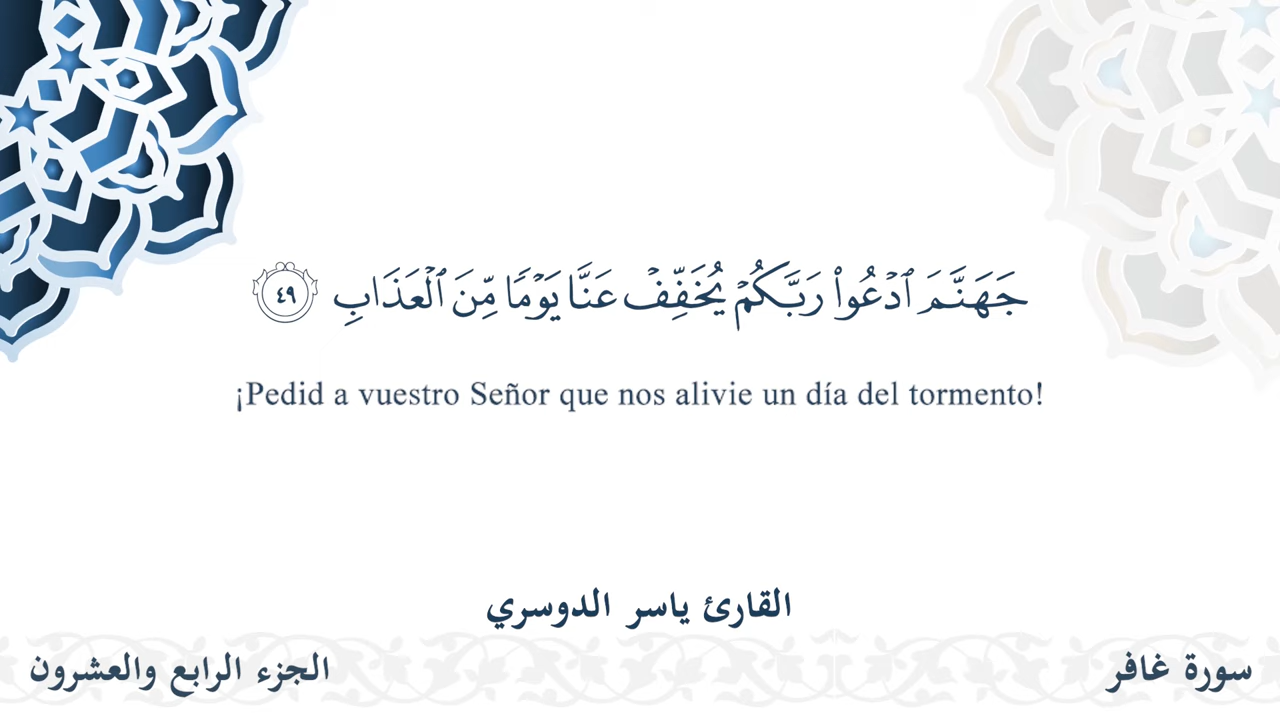 جَهَنَّمَ ٱدۡعُواْ رَبَّكُمۡ يُخَفِّفۡ عَنَّا يَوۡمٗا مِّنَ ٱلۡعَذَابِ ٤٩
¡Pedid a vuestro Señor que nos alivie un día del tormento!
القارئ ياسر الدوسري
سورة غافر
الجزء الرابع والعشرون